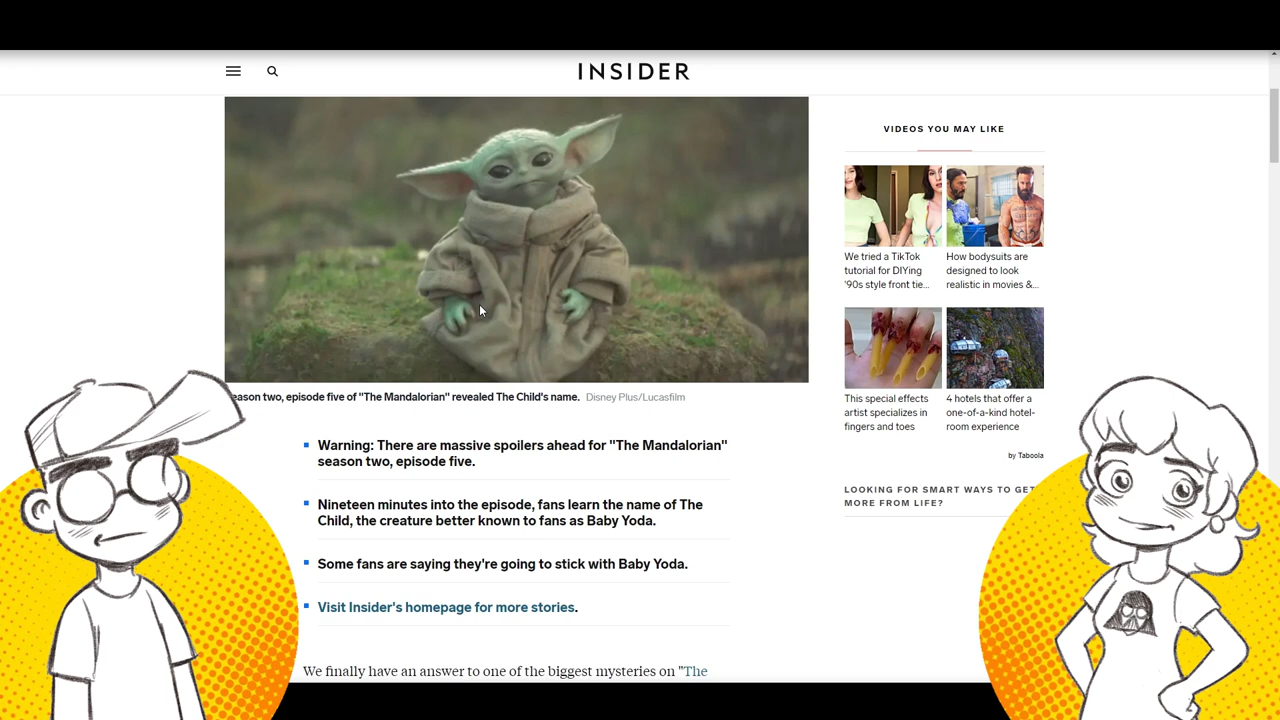 INSIDER
eason two, episode five of "The Mandalorian" revealed The Child's name. Disney Plus/Lucasfilm
Warning: There are massive spoilers ahead for "The Mandalorian"
season two, episode five.
Nineteen minutes into the episode, fans learn the name of The
Child, the creature better known to fans as Baby Yoda.
Some fans are saying they're going to stick with Baby Yoda.
Visit Insider's homepage for more stories.
We finally have an answer to one of the biggest mysteries on "The
VIDEOS YOU MAY LIKE
We tried a TikTok
tutorial for DIYing
'90s style front tie...
How bodysuits are
designed to look
realistic in movies &...
This special effects
artist specializes in
fingers and toes
4 hotels that offer a
one-of-a-kind hotel-
room experience
by Taboola
LOOKING FOR SMART WAYS TO GET
MORE FROM LIFE?